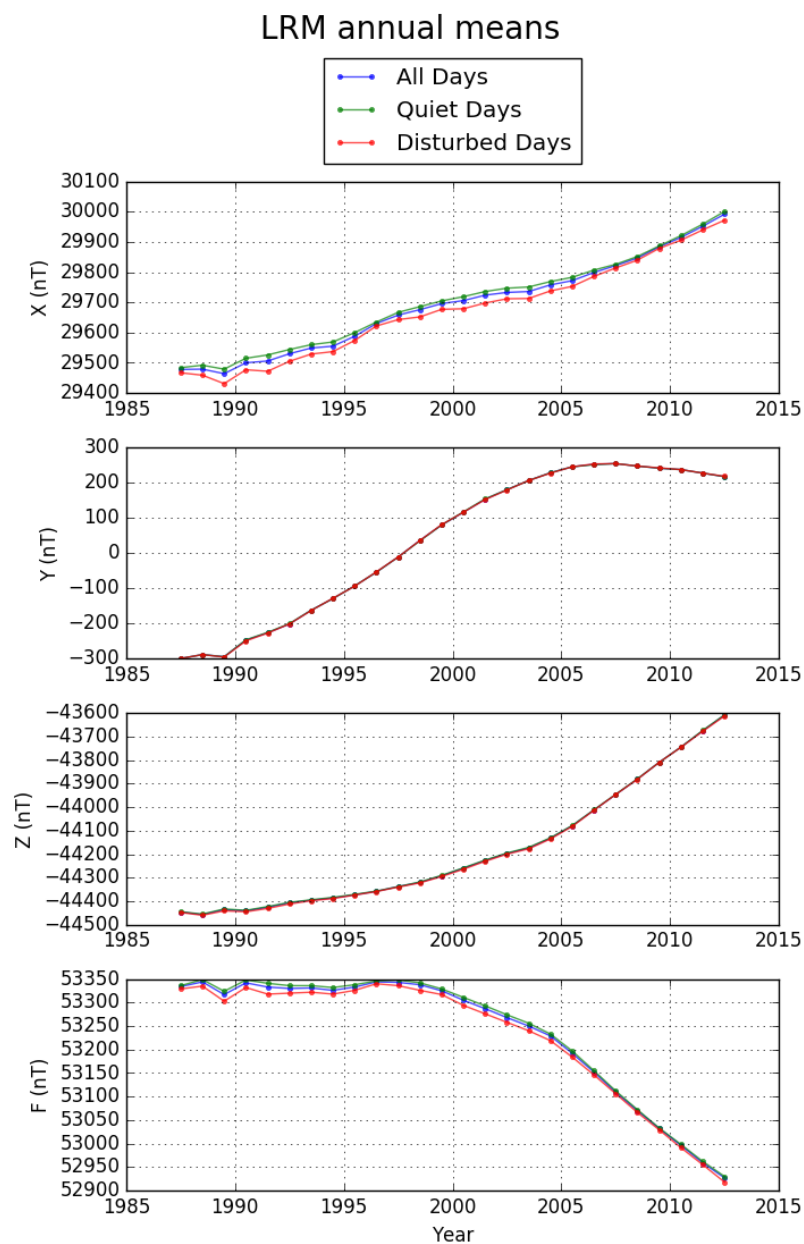 LRM annual means
All Days
Quiet Days
Disturbed Days
30100
30000
29900
29800
29700
29600
29500
29400
X (nT)
1985 1990 1995 2000 2005 2010 2015
300
200
100
0
−100
−200
−300
Y (nT)
1985 1990 1995 2000 2005 2010 2015
−43600
−43700
−43800
−43900
−44000
−44100
−44200
−44300
−44400
−44500
Z (nT)
1985 1990 1995 2000 2005 2010 2015
53350
53300
53250
53200
53150
53100
53050
53000
52950
52900
F (nT)
1985 1990 1995 2000 2005 2010 2015
Year